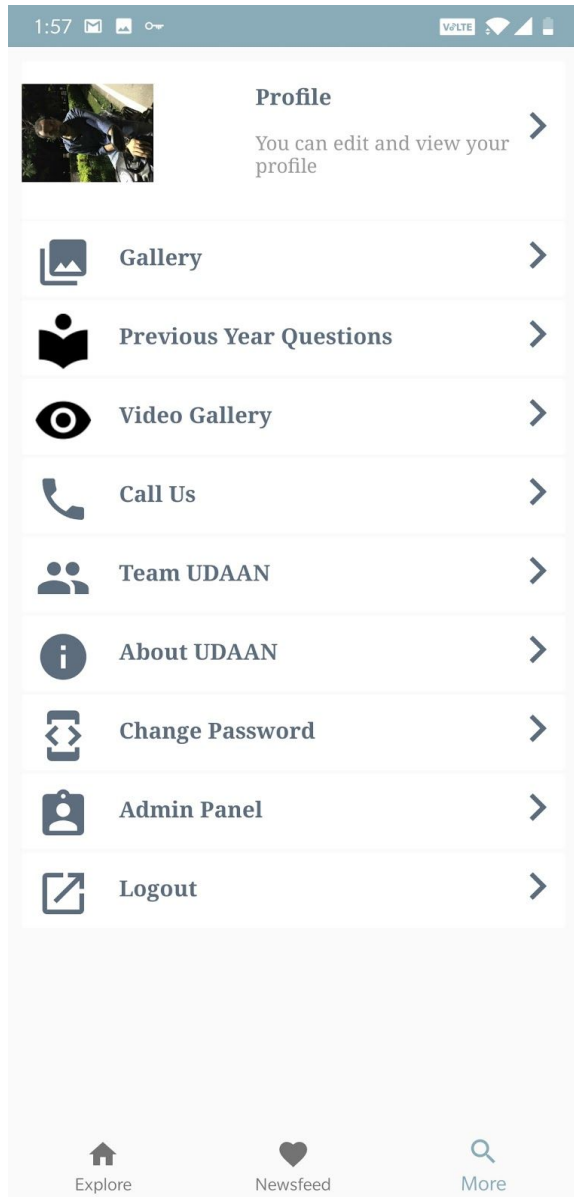 1:57
VoLTE
Profile
You can edit and view your
profile
Gallery
Previous Year Questions
Video Gallery
Call Us
Team UDAAN
About UDAAN
Change Password
Admin Panel
Logout
Explore
Newsfeed
More